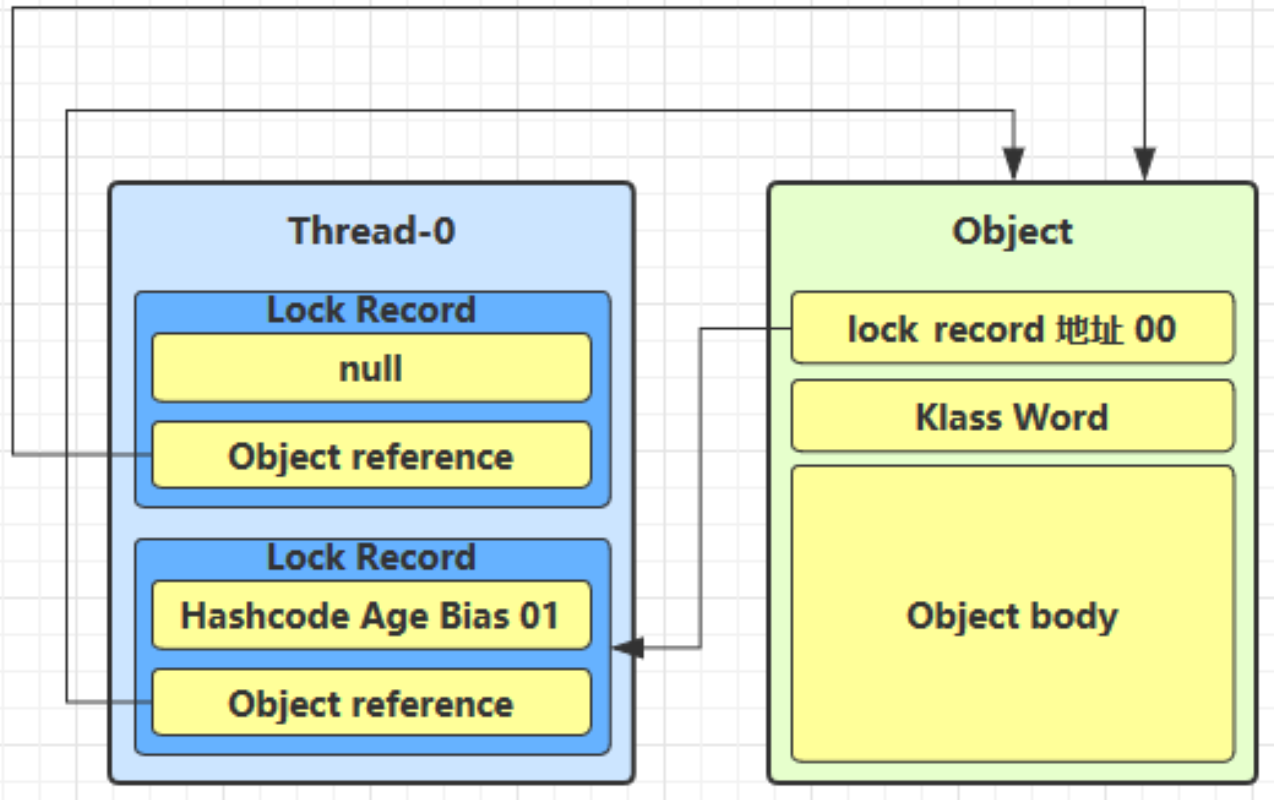 Thread-0
Lock Record
null
Object reference
Lock Record
Hashcode Age Bias 01
Object reference
Object
lock record 地址 00
Klass Word
Object body